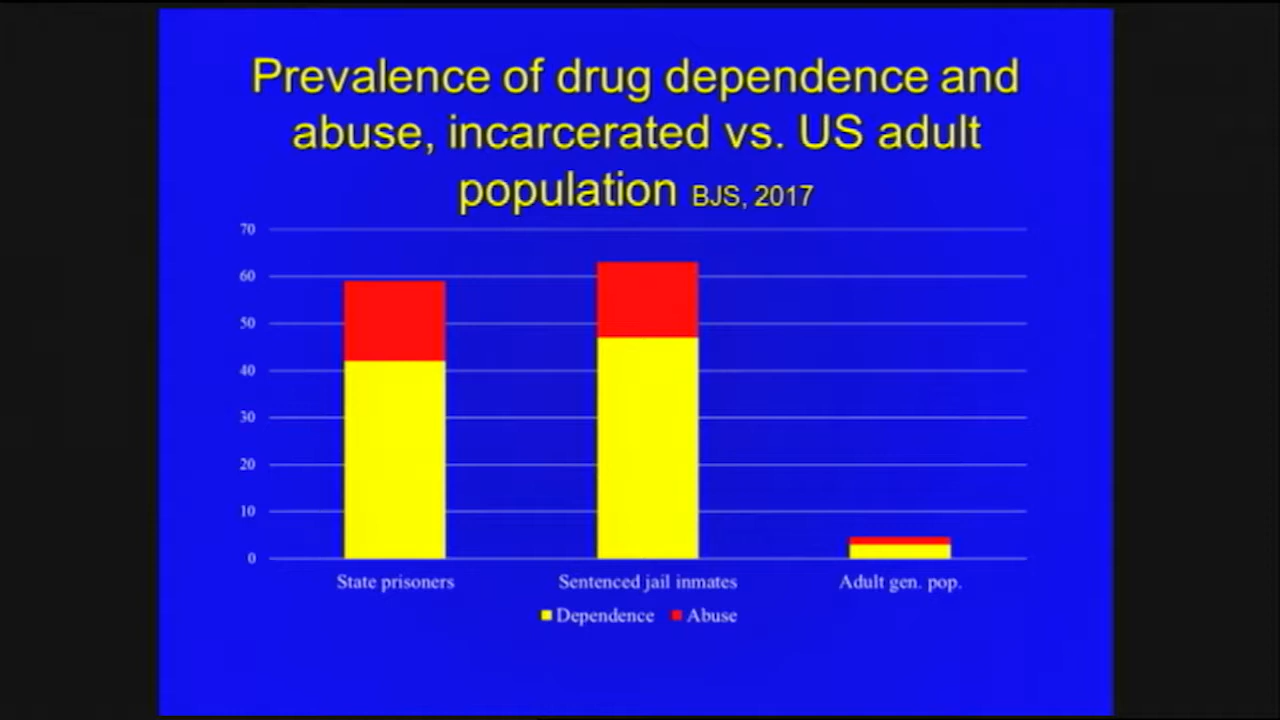 Prevalence of drug dependence and
abuse, incarcerated vs. US adult
population BJS, 2017
70
60
50
40
30
20
10
0
State prisoners Sentenced jail inmates Adult gen. pop.
Dependence Abuse